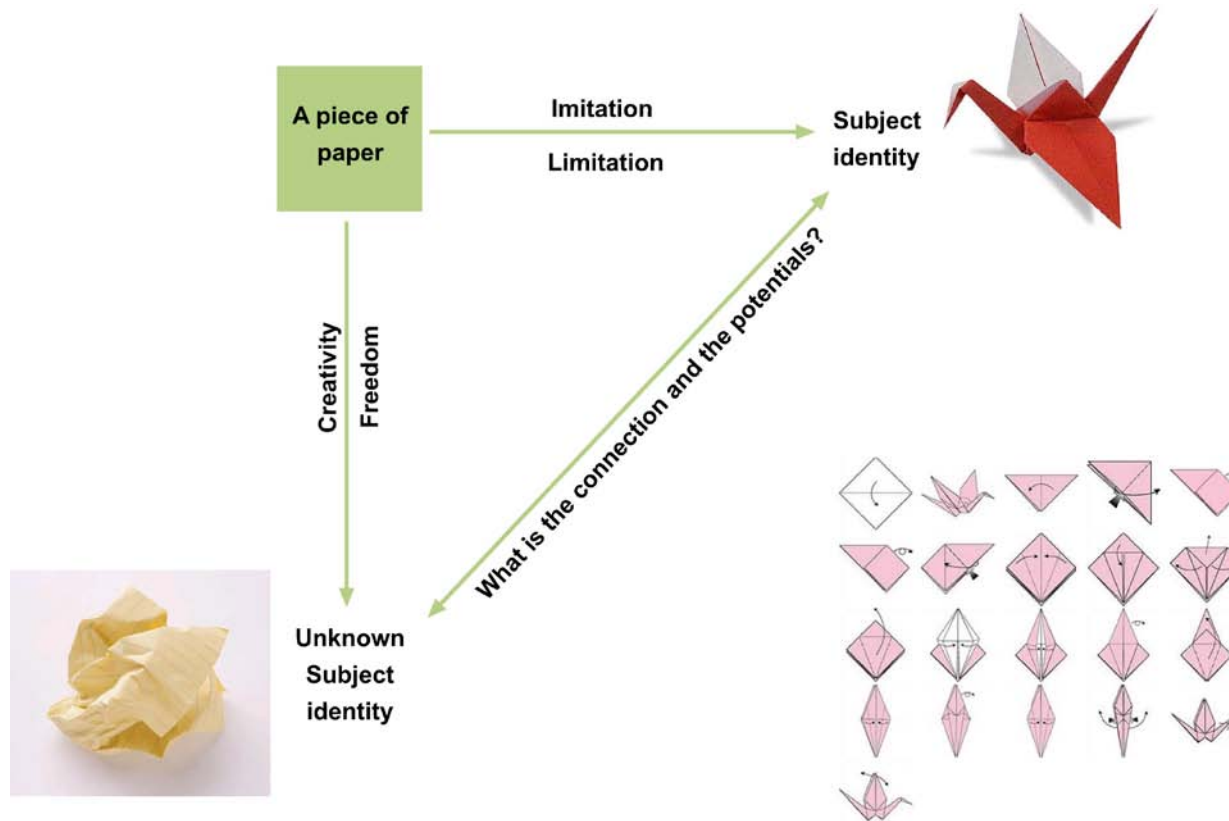 A piece of
paper
Imitation
Limitation
Subject
identity
Creativity
Freedom
What is the connection and the potentials?
Unknown
Subject
identity